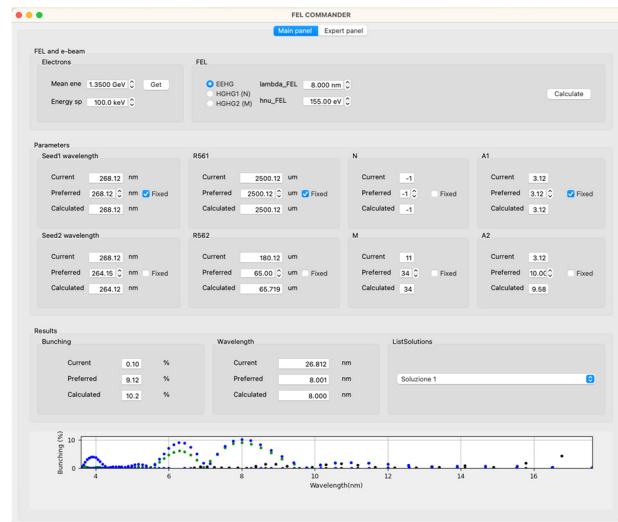 FEL COMMANDER
Main panel Expert panel
FEL and e-beam
Electrons FEL
Mean ene 1.3500 GeV Get EEHG lambda_FEL 8.000 nm
HGHG1 (N) Calculate
Energy sp 100.0 keV HGHG2 (M) hnu_FEL 155.00 eV
Parameters
Seed1 wavelength R561 N A1
Current 268.12 nm Current 2500.12 um Current -1 Current 3.12
Preferred 268.12 nm Fixed Preferred 2500.12 um Fixed Preferred -1 Fixed Preferred 3.12 Fixed
Calculated 268.12 nm Calculated 2500.12 um Calculated -1 Calculated 3.12
Seed2 wavelength R562 M A2
Current 268.12 nm Current 180.12 um Current 11 Current 3.12
Preferred 264.15 nm Fixed Preferred 65.00 um Fixed Preferred 34 Fixed Preferred 10.00 Fixed
Calculated 264.12 nm Calculated 65.719 um Calculated 34 Calculated 9.58
Results
Bunching Wavelength ListSolutions
Current 0.10 % Current 26.812 nm
Preferred 9.12 % Preferred 8.001 nm Soluzione 1
Calculated 10.2 % Calculated 8.000 nm
Bunching (%)
10
0
4 6 8 10 12 14 16
Wavelength(nm)